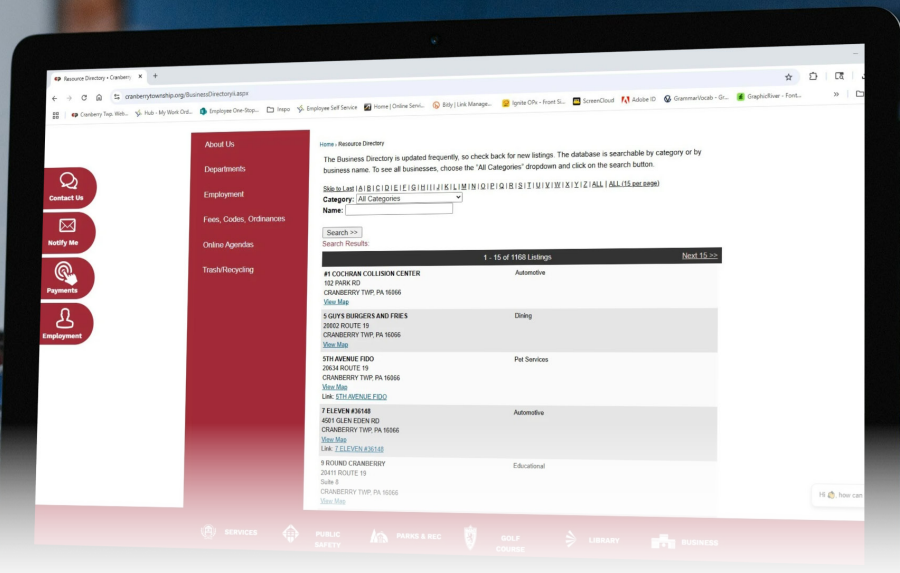 Resource Directory - Cranberry
cranberrytownship.org/BusinessDirectoryii.aspx
Cranberry Twp. Web...
Hub - My Work Onl...
Employee One-Stop...
Inspo
Employee Self Service
Home | Online Servi...
Bitly | Link Manage...
Ignite OPs - Front Si...
ScreenCloud
Adobe IO
GrammarVocab - Gr...
GraphicRiver - Font...
Contact Us
Notify Me
Payments
Employment
About Us
Departments
Employment
Fees, Codes, Ordinances
Online Agendas
Trash/Recycling
Home › Resource Directory
The Business Directory is updated frequently, so check back for new listings. The database is searchable by category or by
business name. To see all businesses, choose the "All Categories" dropdown and click on the search button.
Skip to Last | A | B | C | D | E | F | G | H | I | J | K | L | M | N | O | P | Q | R | S | T | U | V | W | X | Y | Z | ALL | ALL (15 per page)
Category: All Categories
Name:
Search >>
Search Results:
1 - 15 of 1168 Listings Next 15 >>
#1 COCHRAN COLLISION CENTER Automotive
102 PARK RD
CRANBERRY TWP, PA 16066
View Map
5 GUYS BURGERS AND FRIES Dining
20002 ROUTE 19
CRANBERRY TWP, PA 16066
View Map
5TH AVENUE FIDO Pet Services
20634 ROUTE 19
CRANBERRY TWP, PA 16066
View Map
Link: 5TH AVENUE FIDO
7 ELEVEN #36148 Automotive
4501 GLEN EDEN RD
CRANBERRY TWP, PA 16066
View Map
Link: 7 ELEVEN #36148
9 ROUND CRANBERRY Educational
20411 ROUTE 19
Suite 8
CRANBERRY TWP, PA 16066
View Map
Hi , how can
SERVICES
PUBLIC
SAFETY
PARKS & REC
GOLF
COURSE
LIBRARY
BUSINESS